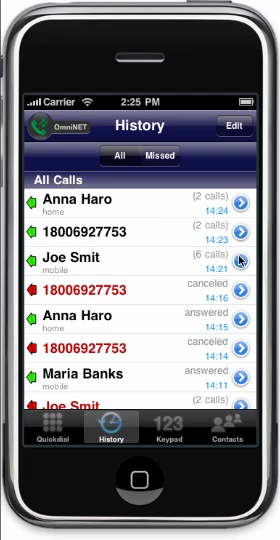 Carrier 2:25 PM
OmniNET History Edit
All Missed
All Calls
Anna Haro (2 calls)
home 14:24
18006927753 (2 calls)
14:23
Joe Smit (6 calls)
mobile 14:21
18006927753 canceled
14:16
Anna Haro answered
home 14:15
18006927753 canceled
14:14
Maria Banks answered
mobile 14:11
Joe Smit (2 calls)
123
Quickdial History Keypad Contacts